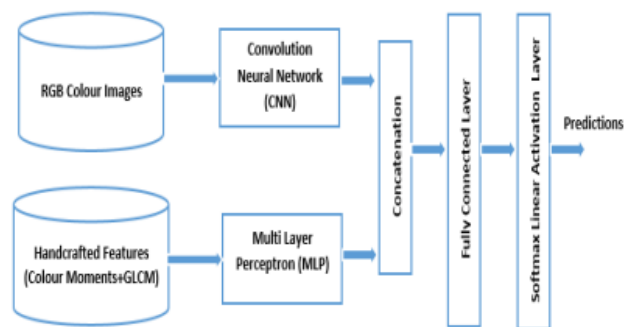 RGB Colour Images
Convolution
Neural Network
(CNN)
Handcrafted Features
(Colour Moments+GLCM)
Multi Layer
Perceptron (MLP)
Concatenation
Fully Connected Layer
Softmax Linear Activation Layer
Predictions